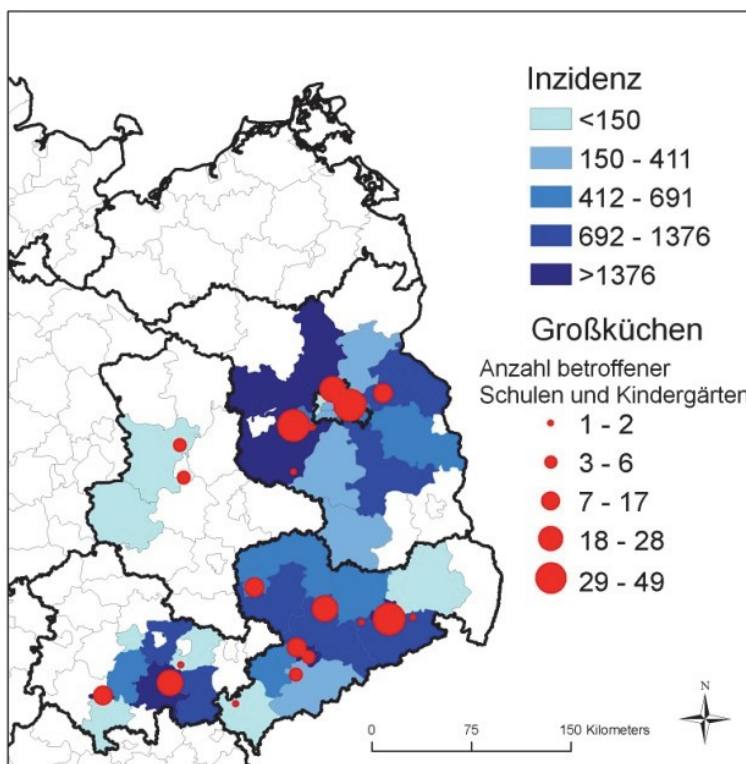 Inzidenz
<150
150 - 411
412 - 691
692 - 1376
>1376
Großküchen
Anzahl betroffener
Schulen und Kindergärten
1 - 2
3 - 6
7 - 17
18 - 28
29 - 49
N
0 75 150 Kilometers